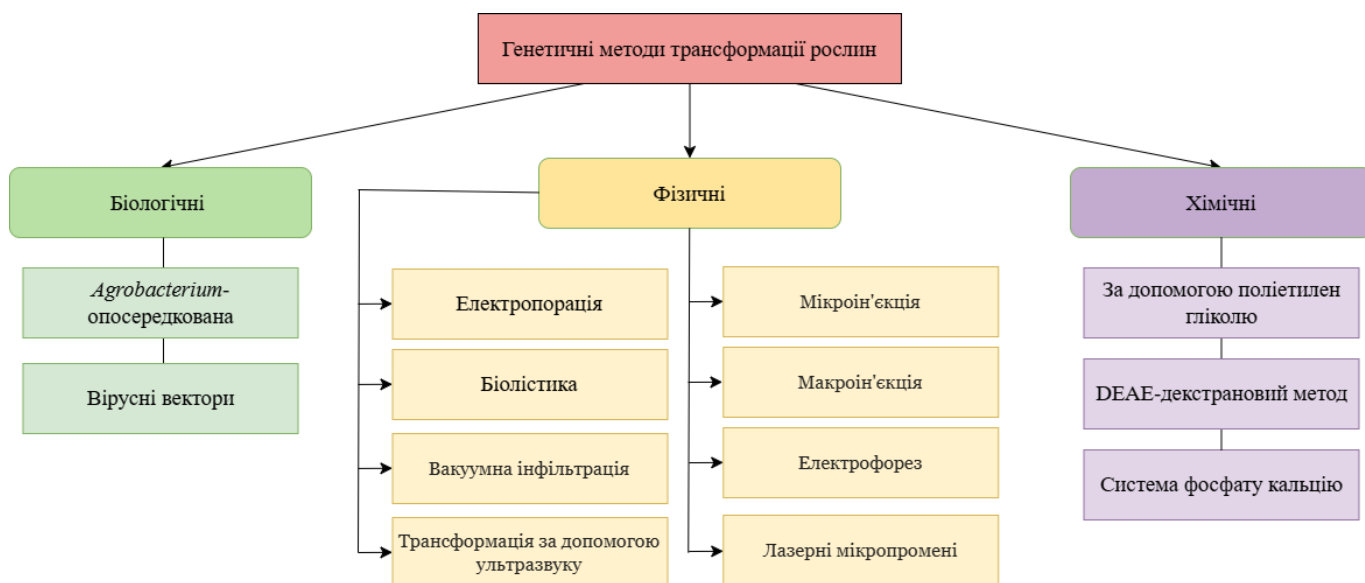 Генетичні методи трансформації рослин
Біологічні
Фізичні
Хімічні
Agrobacterium-
опосередкована
Вірусні вектори
Електропорація
Біолістика
Вакуумна інфільтрація
Трансформація за допомогою
ультразвуку
Мікроін'єкція
Макроін'єкція
Електрофорез
Лазерні мікропромені
За допомогою поліетилен
гліколю
DEAE-декстрановий метод
Система фосфату кальцію